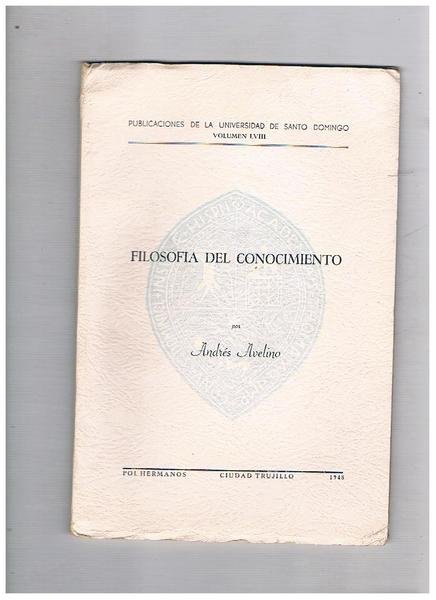 PUBLICACIONES DE LA UNIVERSIDAD DE SANTO DOMINGO
VOLUMEN LVIII
FILOSOFIA DEL CONOCIMIENTO
por
Andrés Avelino
POL HERMANOS CIUDAD TRUJILLO 1948